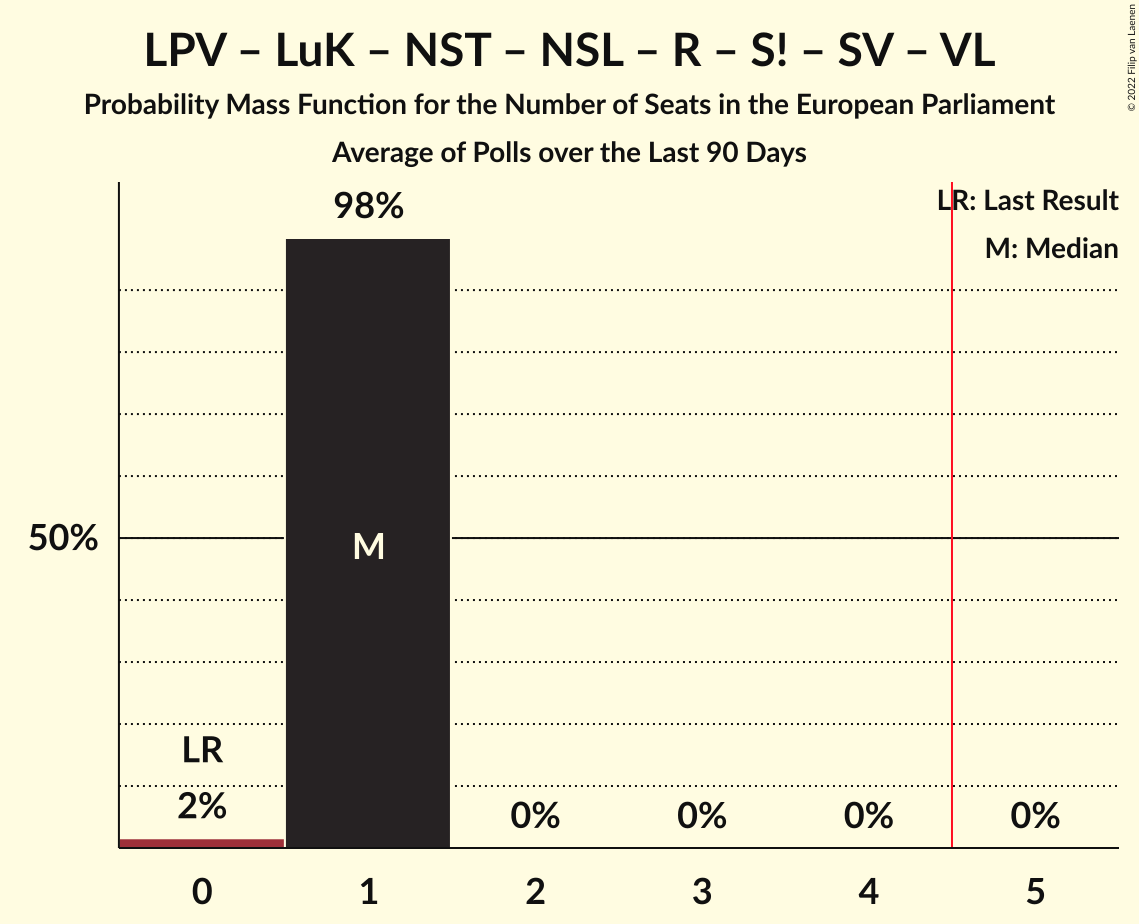 LPV – LuK – NST – NSL – R – S! – SV – VL
Probability Mass Function for the Number of Seats in the European Parliament
Average of Polls over the Last 90 Days
© 2022 Filip van Laenen
98%
LR: Last Result
M: Median
50%
M
LR
2%
0%
0%
0%
0%
0
1
2
3
4
5